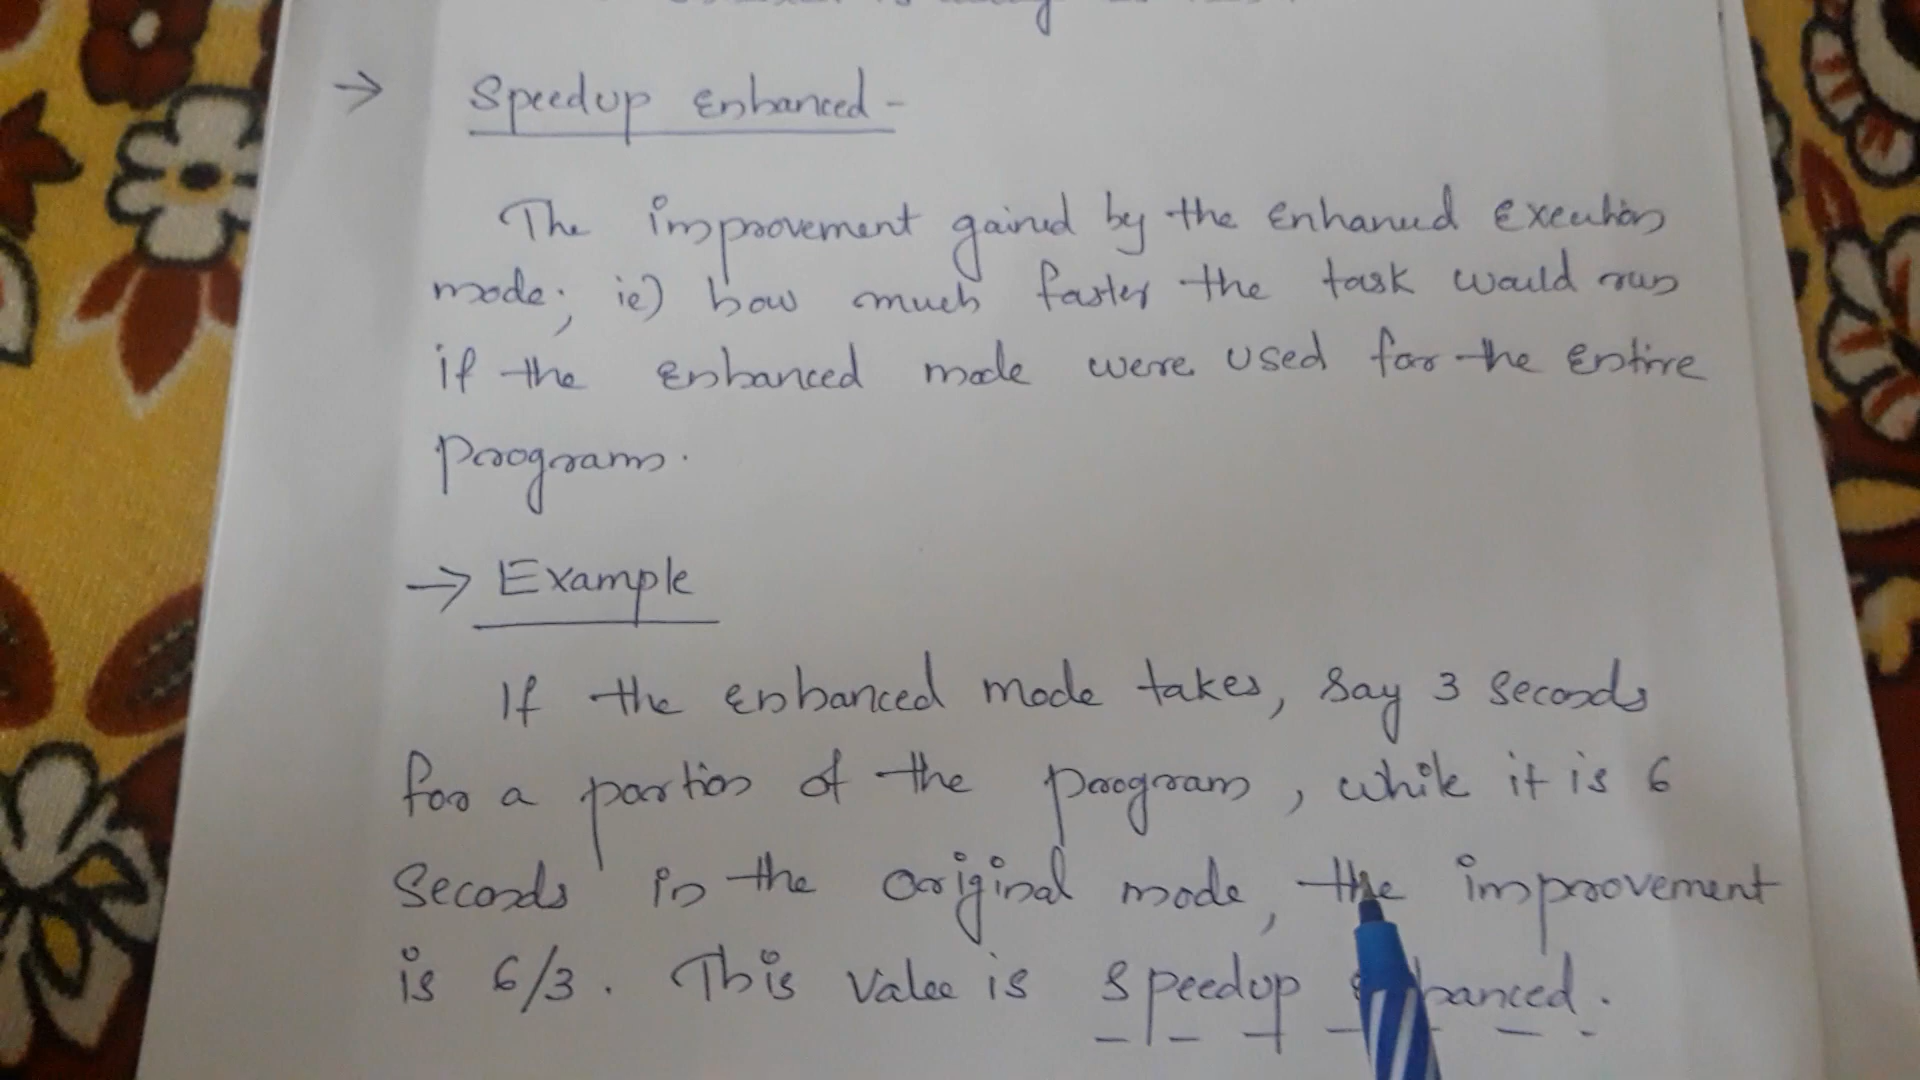 → Speedup Enhanced -
The improvement gained by the Enhanced Execution
mode; ie) how much faster the task would run
if the Enhanced mode were used for the Entire
program.
→ Example
If the enhanced mode takes, say 3 seconds
for a portion of the program, while it is 6
seconds in the original mode, the improvement
is 6/3. This Value is Speedup